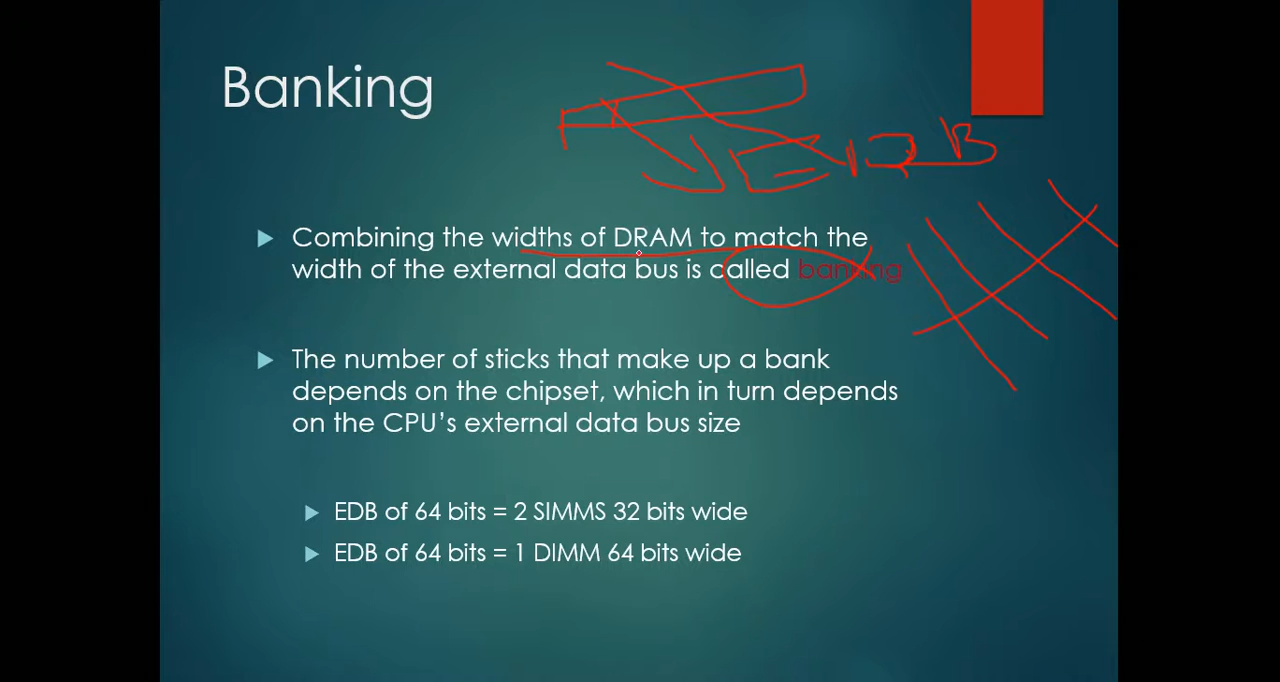 Banking
Combining the widths of DRAM to match the
width of the external data bus is called banking
The number of sticks that make up a bank
depends on the chipset, which in turn depends
on the CPU's external data bus size
EDB of 64 bits = 2 SIMMS 32 bits wide
EDB of 64 bits = 1 DIMM 64 bits wide